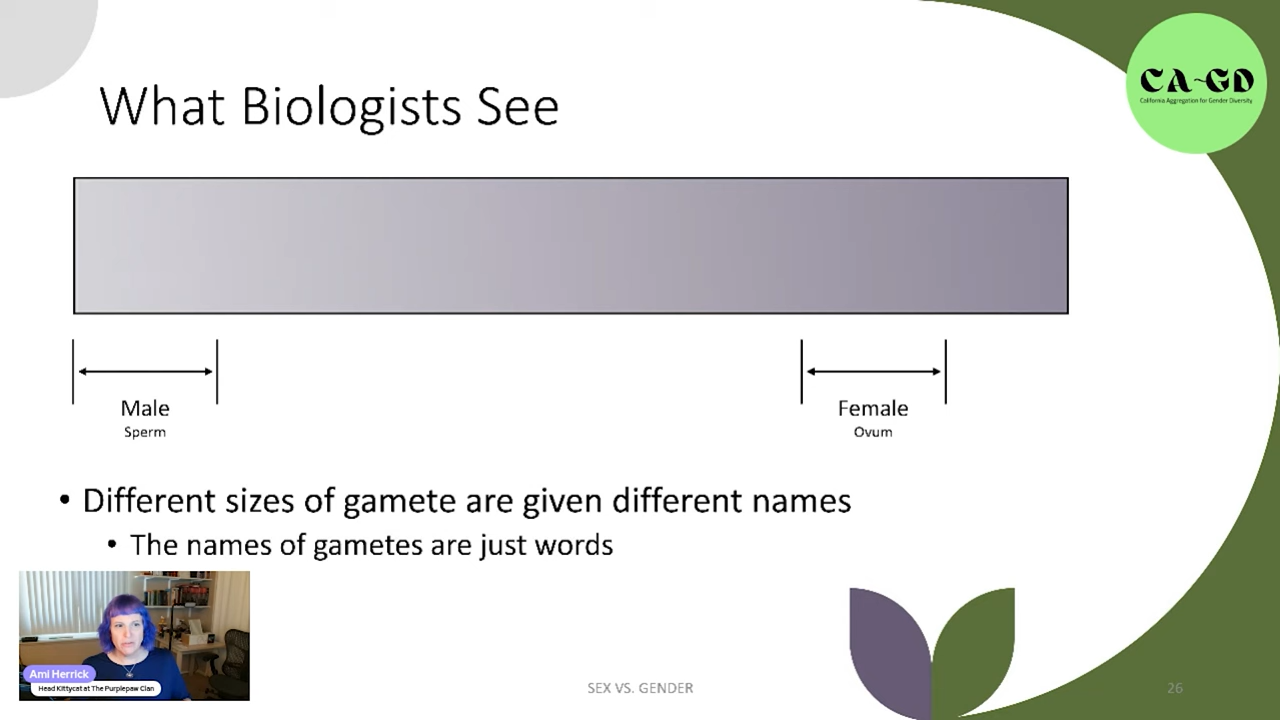 What Biologists See
CA~GD
California Aggregation for Gender Diversity
Male
Sperm
Female
Ovum
• Different sizes of gamete are given different names
• The names of gametes are just words
Ami Herrick
Head Kittycat at The Purplepaw Clan
SEX VS. GENDER
26